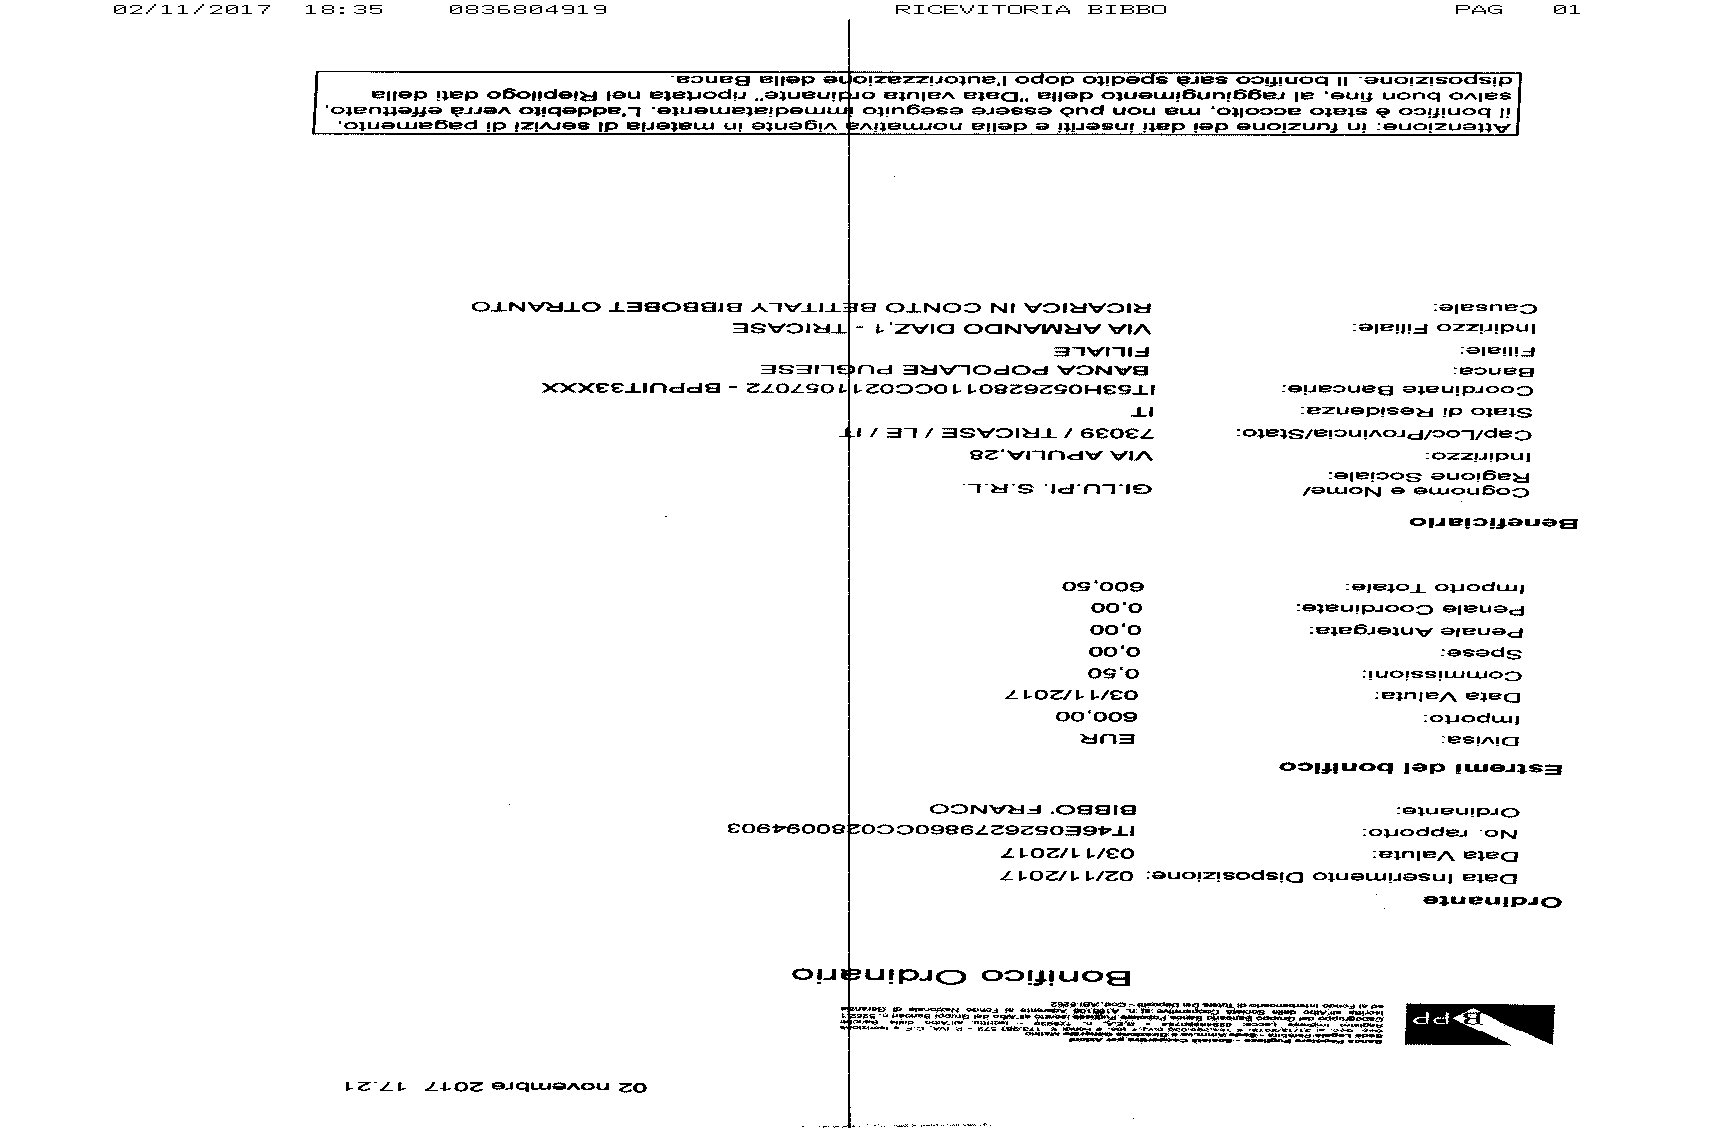 02/11/2017 18:35 0836804919 RICEVITORIA BIBBO PAG 01
02 novembre 2017 17.21
BPP
Bonifico Ordinario
Ordinante
Data Inserimento Disposizione: 02/11/2017
Data Valuta: 03/11/2017
No. rapporto: IT46E0526279860CC0280094903
Ordinante: BIBBO' FRANCO
Estremi del bonifico
Divisa: EUR
Importo: 600,00
Data Valuta: 03/11/2017
Commissioni: 0,50
Spese: 0,00
Penale Antergata: 0,00
Penale Coordinate: 0,00
Importo Totale: 600,50
Beneficiario
Cognome e Nome/
Ragione Sociale: GI.LU.PI. S.R.L.
Indirizzo: VIA APULIA,28
Cap/Loc/Provincia/Stato: 73039 / TRICASE / LE / IT
Stato di Residenza: IT
Coordinate Bancarie: IT53H0526280110CC0211057072 - BPPUIT33XXX
Banca: BANCA POPOLARE PUGLIESE
Filiale: FILIALE
Indirizzo Filiale: VIA ARMANDO DIAZ,1 - TRICASE
Causale: RICARICA IN CONTO BETITALY BIBBOBET OTRANTO
Attenzione: in funzione dei dati inseriti e della normativa vigente in materia di servizi di pagamento,
il bonifico è stato accolto, ma non può essere eseguito immediatamente. L'addebito verrà effettuato,
salvo buon fine, al raggiungimento della "Data valuta ordinante" riportata nel Riepilogo dati della
disposizione. Il bonifico sarà spedito dopo l'autorizzazione della Banca.